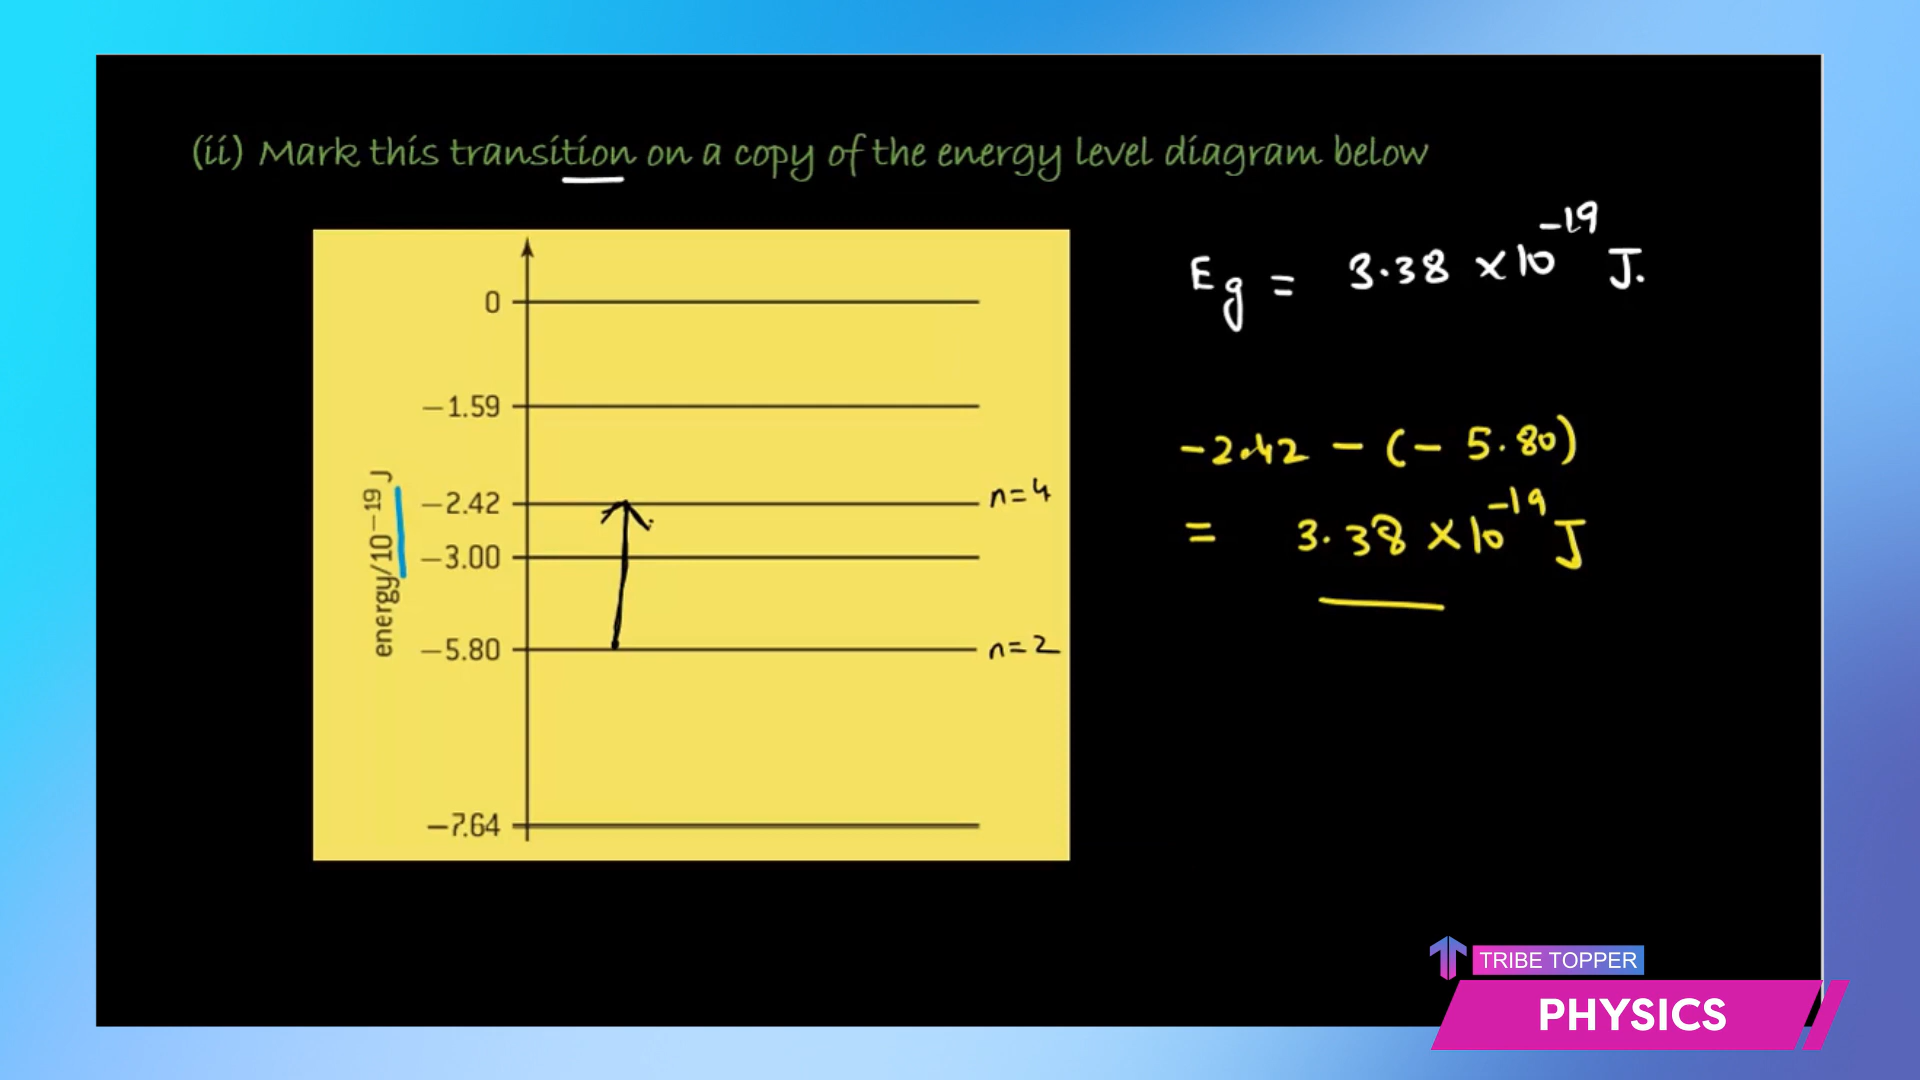 (ii) Mark this transition on a copy of the energy level diagram below
E_g = 3.38 × 10⁻¹⁹ J.
0
−1.59
−2.42 n=4
−3.00
−5.80 n=2
−7.64
energy/10⁻¹⁹ J
-2.42 - (- 5.80)
= 3.38 × 10⁻¹⁹ J
TRIBE TOPPER
PHYSICS